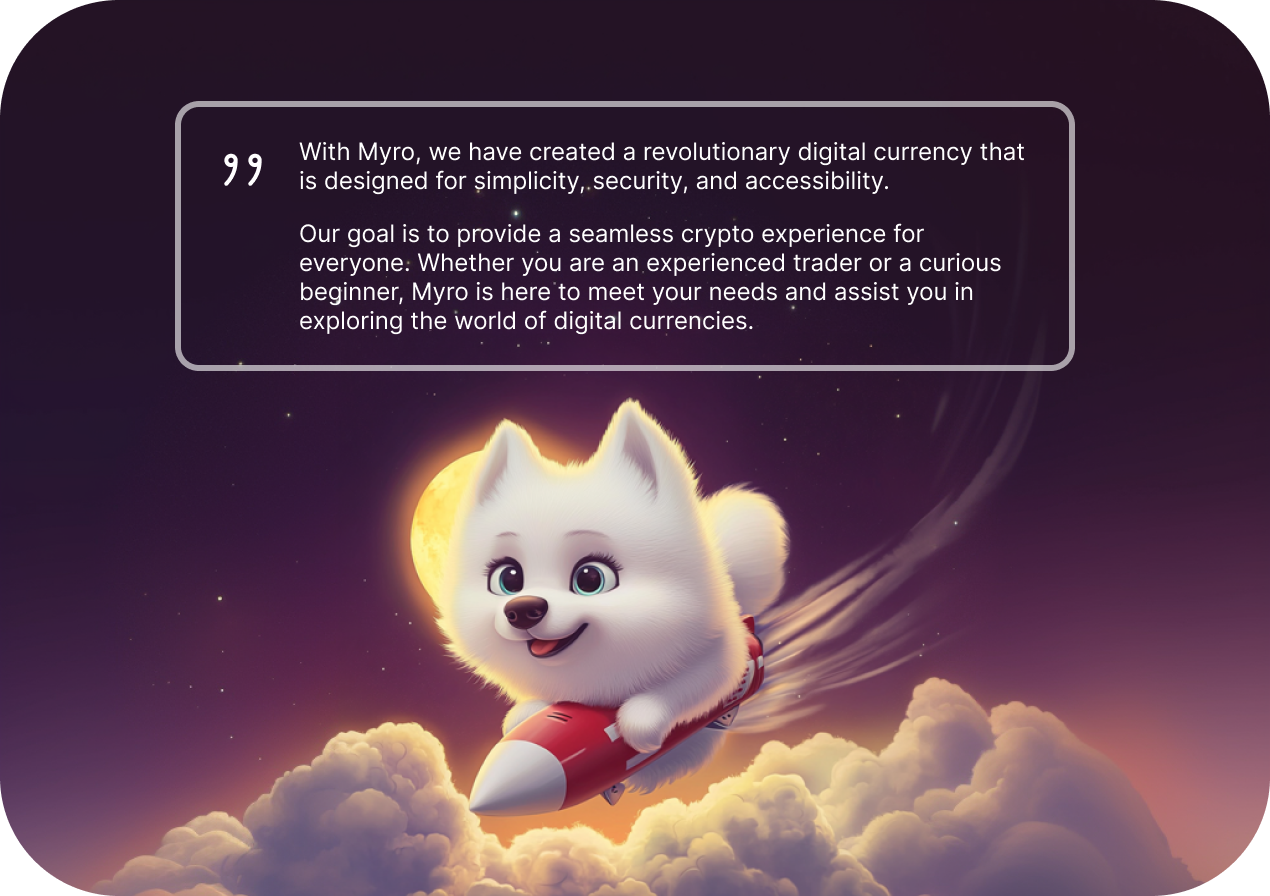 ”
With Myro, we have created a revolutionary digital currency that
is designed for simplicity, security, and accessibility.
Our goal is to provide a seamless crypto experience for
everyone. Whether you are an experienced trader or a curious
beginner, Myro is here to meet your needs and assist you in
exploring the world of digital currencies.